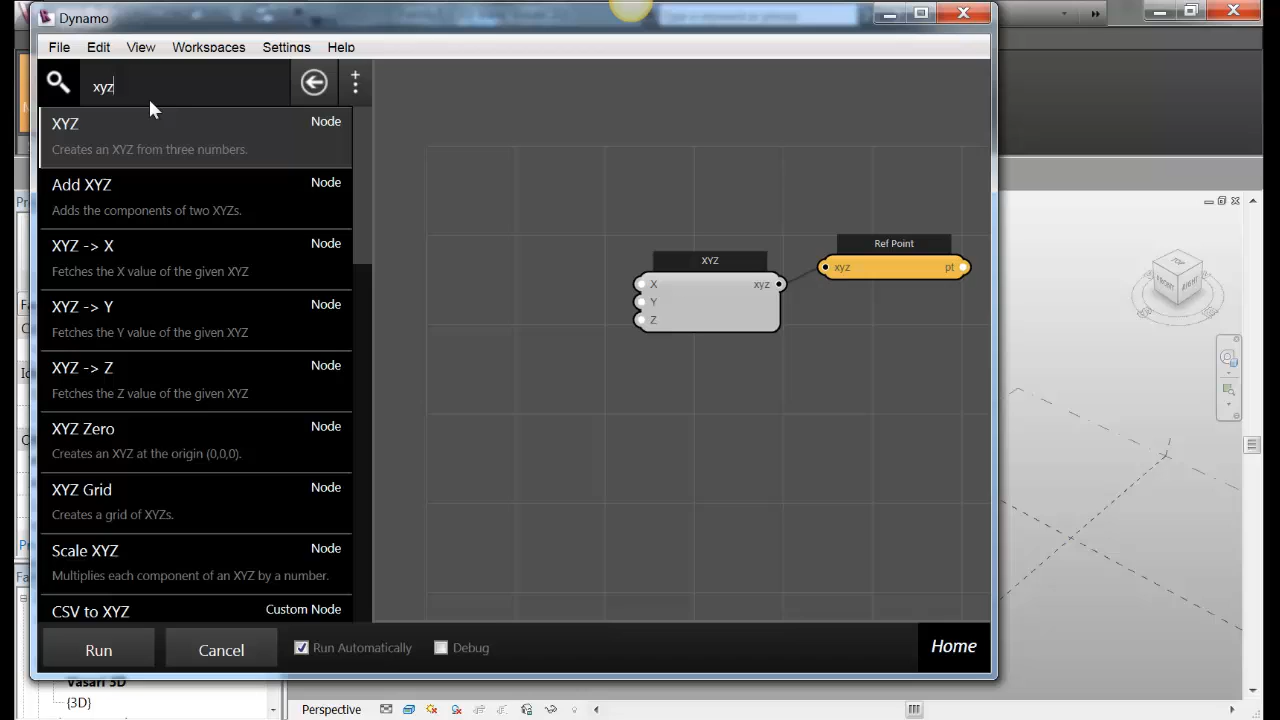 Dynamo
File Edit View Workspaces Settings Help
xyz
XYZ Node
Creates an XYZ from three numbers.
Add XYZ Node
Adds the components of two XYZs.
XYZ -> X Node
Fetches the X value of the given XYZ
XYZ -> Y Node
Fetches the Y value of the given XYZ
XYZ -> Z Node
Fetches the Z value of the given XYZ
XYZ Zero Node
Creates an XYZ at the origin (0,0,0).
XYZ Grid Node
Creates a grid of XYZs.
Scale XYZ Node
Multiplies each component of an XYZ by a number.
CSV to XYZ Custom Node
XYZ
X xyz
Y
Z
Ref Point
xyz pt
TOP
FRONT RIGHT
Run Cancel Run Automatically Debug Home
Vasari 3D
{3D}
Perspective